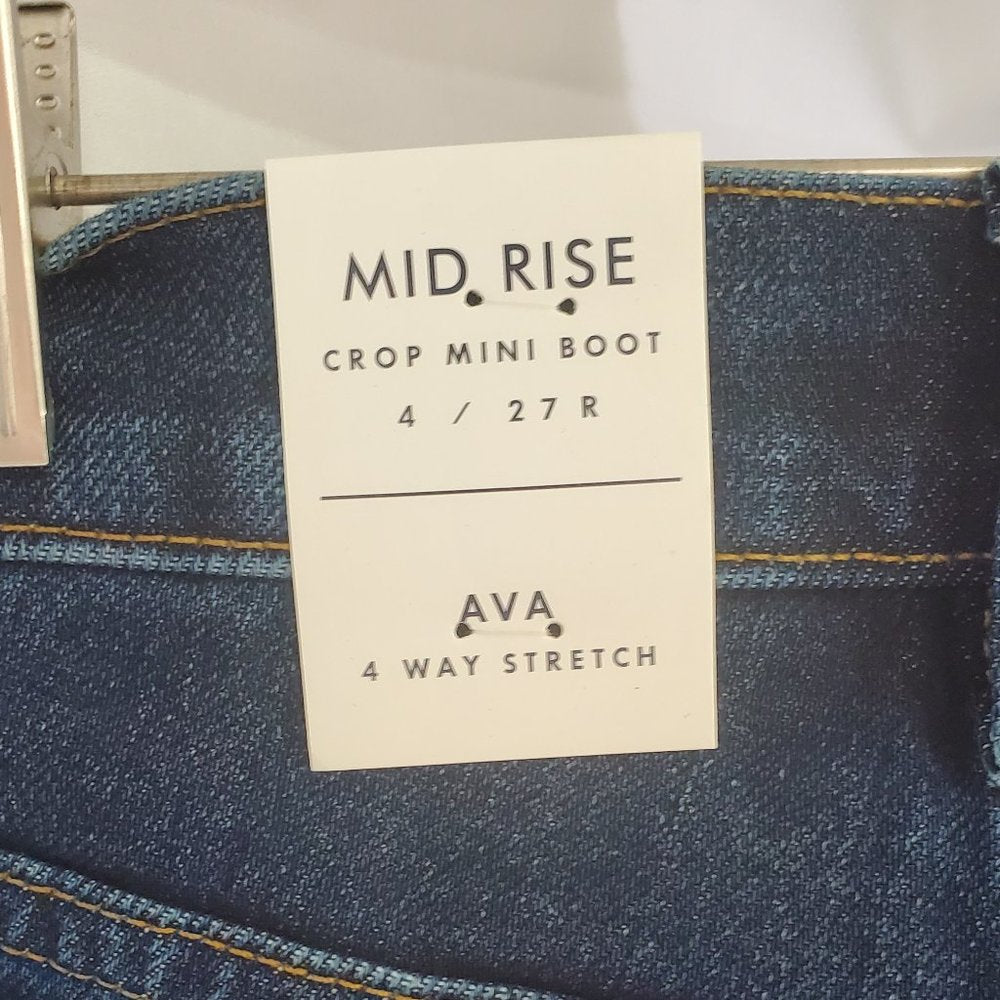 MID RISE
CROP MINI BOOT
4 / 27 R
AVA
4 WAY STRETCH